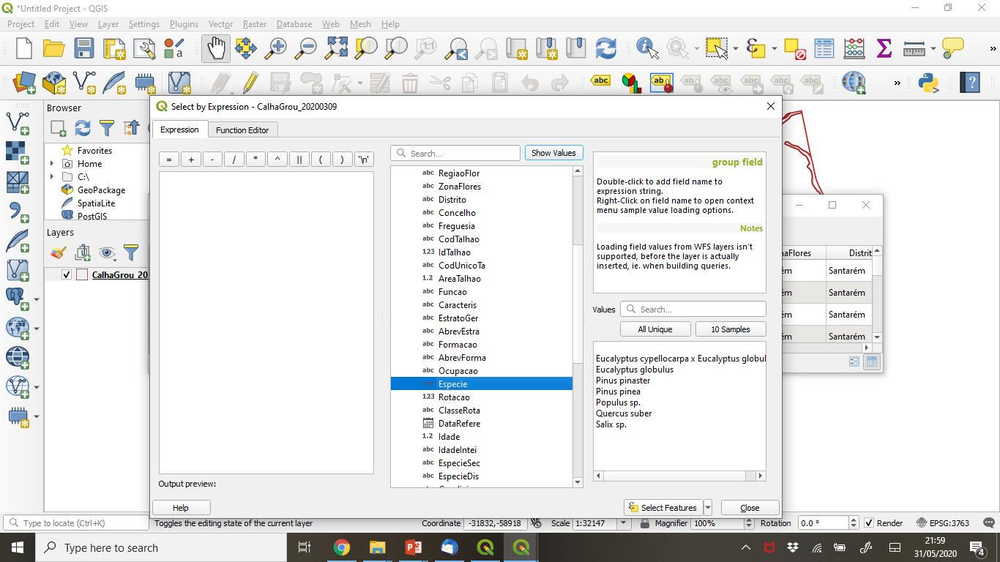 *Untitled Project - QGIS
Project Edit View Layer Settings Plugins Vector Raster Database Web Mesh Help
1:1
»
abc ab abc abc abc abc abc » ?
Browser
Favorites
Home
C:\
GeoPackage
SpatiaLite
PostGIS
Layers
CalhaGrou_20
Select by Expression - CalhaGrou_20200309
Expression Function Editor
= + - / * ^ || ( ) '\n'
Search... Show Values
abc RegiaoFlor
abc ZonaFlores
abc Distrito
abc Concelho
abc Freguesia
abc CodTalhao
123 IdTalhao
abc CodUnicoTa
1.2 AreaTalhao
abc Funcao
abc Caracteris
abc EstratoGer
abc AbrevEstra
abc Formacao
abc AbrevForma
abc Ocupacao
abc Especie
123 Rotacao
abc ClasseRota
DataRefere
1.2 Idade
abc IdadeIntei
abc EspecieSec
abc EspecieDis
group field
Double-click to add field name to
expression string.
Right-Click on field name to open context
menu sample value loading options.
Notes
Loading field values from WFS layers isn't
supported, before the layer is actually
inserted, ie. when building queries.
Values Search...
All Unique 10 Samples
Eucalyptus cypellocarpa x Eucalyptus globul
Eucalyptus globulus
Pinus pinaster
Pinus pinea
Populus sp.
Quercus suber
Salix sp.
Output preview:
Help Select Features Close
naFlores Distrit
ém Santarém
ém Santarém
ém Santarém
ém Santarém
Type to locate (Ctrl+K) Toggles the editing state of the current layer Coordinate -31832,-58918 Scale 1:32147 Magnifier 100% Rotation 0.0 ° Render EPSG:3763
Type here to search
21:59
31/05/2020
4